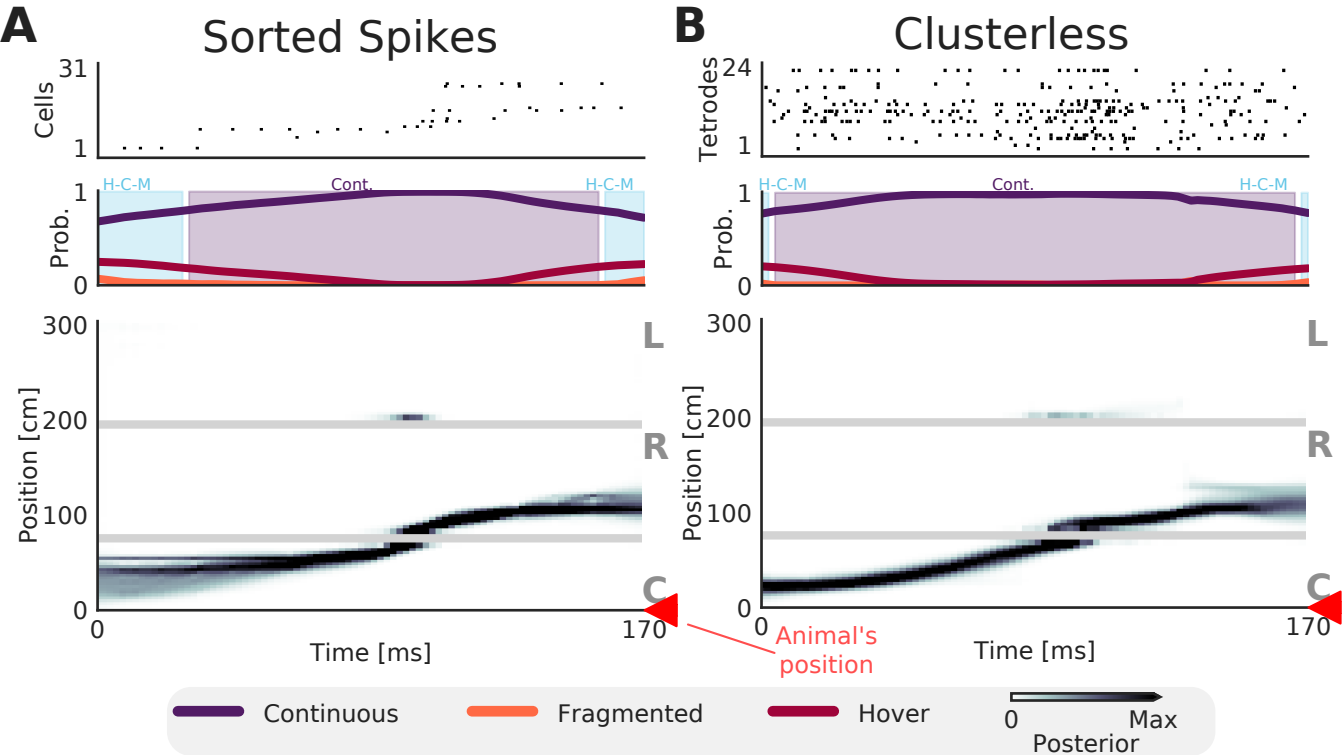 A
Sorted Spikes
31
Cells
1
H-C-M
Cont.
H-C-M
1
Prob.
0
300
L
200
R
Position [cm]
100
C
0
0
170
Time [ms]
B
Clusterless
24
Tetrodes
1
H-C-M
Cont.
H-C-M
1
Prob.
0
300
L
200
R
Position [cm]
100
C
0
0
170
Time [ms]
Animal's
position
Continuous
Fragmented
Hover
0
Max
Posterior